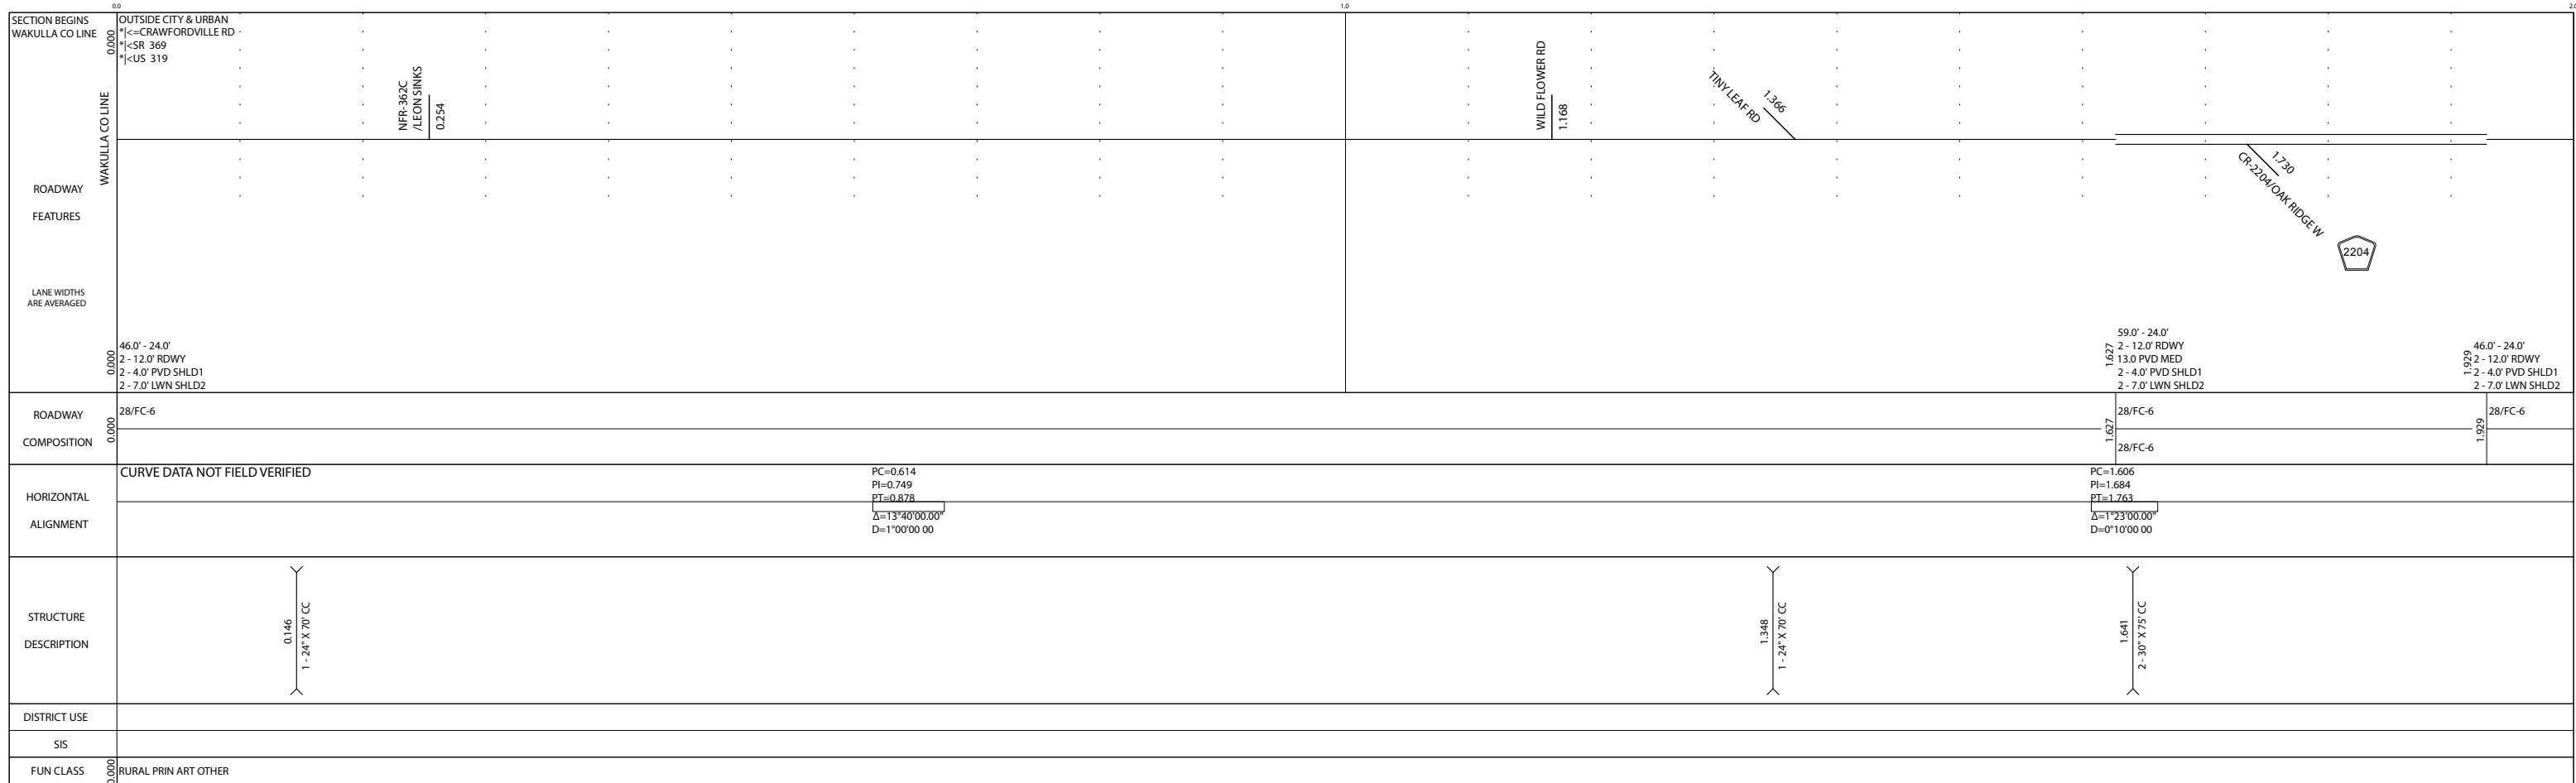 0.0
1.0
2.0
SECTION BEGINS
WAKULLA CO LINE
0.000
OUTSIDE CITY & URBAN
*|<=CRAWFORDVILLE RD
*|<SR 369
*|<US 319
WAKULLA CO LINE
NFR-362C
/LEON SINKS
0.254
WILD FLOWER RD
1.168
TINY LEAF RD
1.366
1.730
CR-2204/OAK RIDGE W
2204
ROADWAY
FEATURES
LANE WIDTHS
ARE AVERAGED
0.000
46.0' - 24.0'
2 - 12.0' RDWY
2 - 4.0' PVD SHLD1
2 - 7.0' LWN SHLD2
1.627
59.0' - 24.0'
2 - 12.0' RDWY
13.0 PVD MED
2 - 4.0' PVD SHLD1
2 - 7.0' LWN SHLD2
1.929
46.0' - 24.0'
2 - 12.0' RDWY
2 - 4.0' PVD SHLD1
2 - 7.0' LWN SHLD2
ROADWAY
COMPOSITION
0.000
28/FC-6
1.627
28/FC-6
28/FC-6
1.929
28/FC-6
HORIZONTAL
ALIGNMENT
CURVE DATA NOT FIELD VERIFIED
PC=0.614
PI=0.749
PT=0.878
Δ=13°40'00.00"
D=1°00'00 00
PC=1.606
PI=1.684
PT=1.763
Δ=1°23'00.00"
D=0°10'00 00
STRUCTURE
DESCRIPTION
0.146
1 - 24" X 70' CC
1.348
1 - 24" X 70' CC
1.641
2 - 30" X 75' CC
DISTRICT USE
SIS
FUN CLASS
0.000
RURAL PRIN ART OTHER